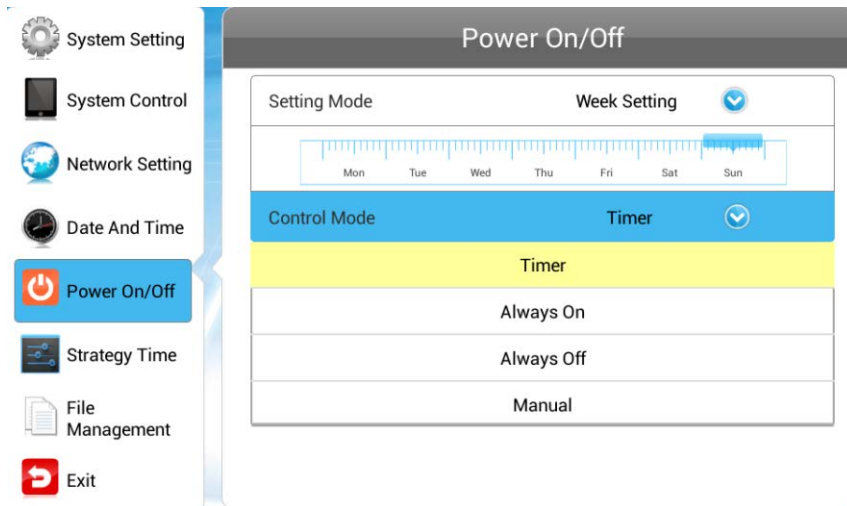 System Setting
System Control
Network Setting
Date And Time
Power On/Off
Strategy Time
File
Management
Exit
Power On/Off
Setting Mode Week Setting
Mon Tue Wed Thu Fri Sat Sun
Control Mode Timer
Timer
Always On
Always Off
Manual